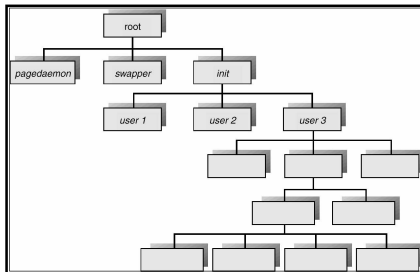 root
pagedaemon swapper init
user 1 user 2 user 3